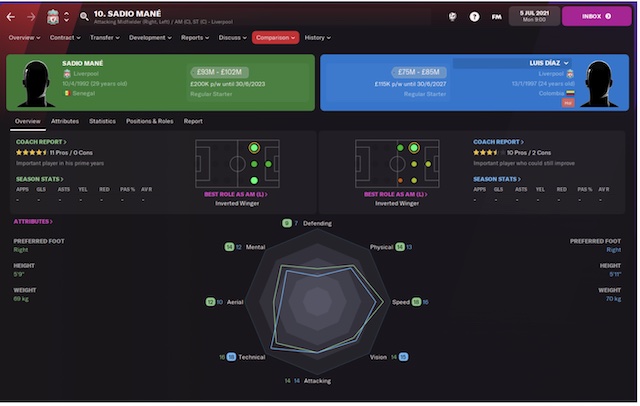 10. SADIO MANÉ
Attacking Midfielder (Right, Left) / AM (C), ST (C) - Liverpool
FM
5 JUL 2021
Mon 9:00
INBOX
Overview Contract Transfer Development Reports Discuss Comparison History
SADIO MANÉ
Liverpool
10/4/1992 (29 years old)
Senegal
£93M - £102M
£200K p/w until 30/6/2023
Regular Starter
LUIS DÍAZ
£75M - £85M
£115K p/w until 30/6/2027
Regular Starter
Liverpool
13/1/1997 (24 years old)
Colombia
Overview Attributes Statistics Positions & Roles Report
COACH REPORT >
11 Pros / 0 Cons
Important player in his prime years
SEASON STATS >
APPS GLS ASTS YEL RED PAS % AV R
- - - - - - -
BEST ROLE AS AM (L) >
Inverted Winger
BEST ROLE AS AM (L) >
Inverted Winger
COACH REPORT >
10 Pros / 2 Cons
Important player who could still improve
SEASON STATS >
APPS GLS ASTS YEL RED PAS % AV R
- - - - - - -
ATTRIBUTES >
PREFERRED FOOT
Right
HEIGHT
5'9"
WEIGHT
69 kg
7 Defending
14 12 Mental
Physical 14 13
12 10 Aerial
Speed 16
Technical
Vision 14 15
14 14 Attacking
PREFERRED FOOT
Right
HEIGHT
5'11"
WEIGHT
70 kg